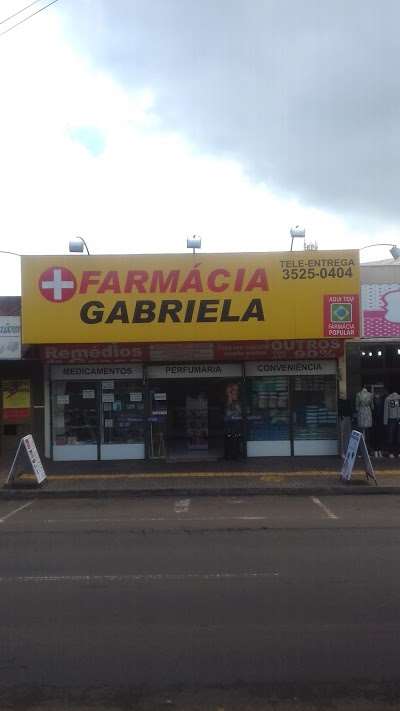 FARMÁCIA
GABRIELA
TELE-ENTREGA
3525-0404
AQUI TEM
FARMÁCIA
POPULAR
Remédios
OUTROS
MEDICAMENTOS
PERFUMARIA
CONVENIÊNCIA